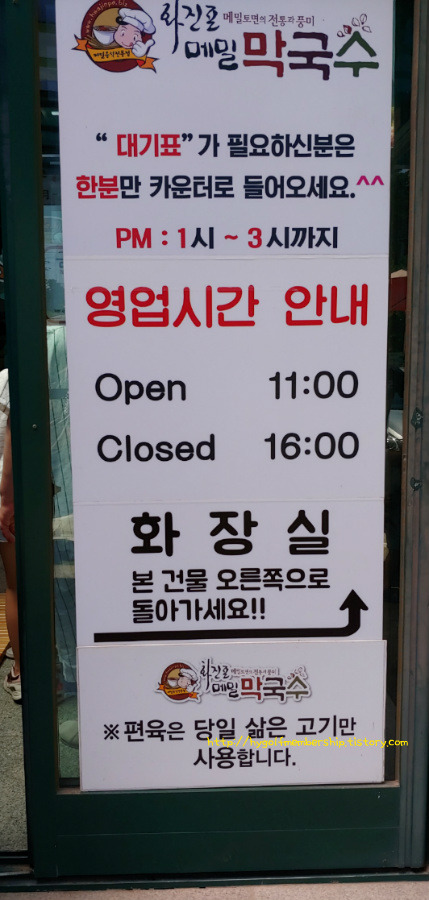 화진포 메밀토면의 전통과 풍미
메밀 막국수
“ 대기표” 가 필요하신분은
한분만 카운터로 들어오세요.^^
PM : 1시 ~ 3시까지
영업시간 안내
Open 11:00
Closed 16:00
화 장 실
본 건물 오른쪽으로
돌아가세요!!
화진포
메밀 막국수
※ 편육은 당일 삶은 고기만
사용합니다.
http://hygolfmembership.tistory.com